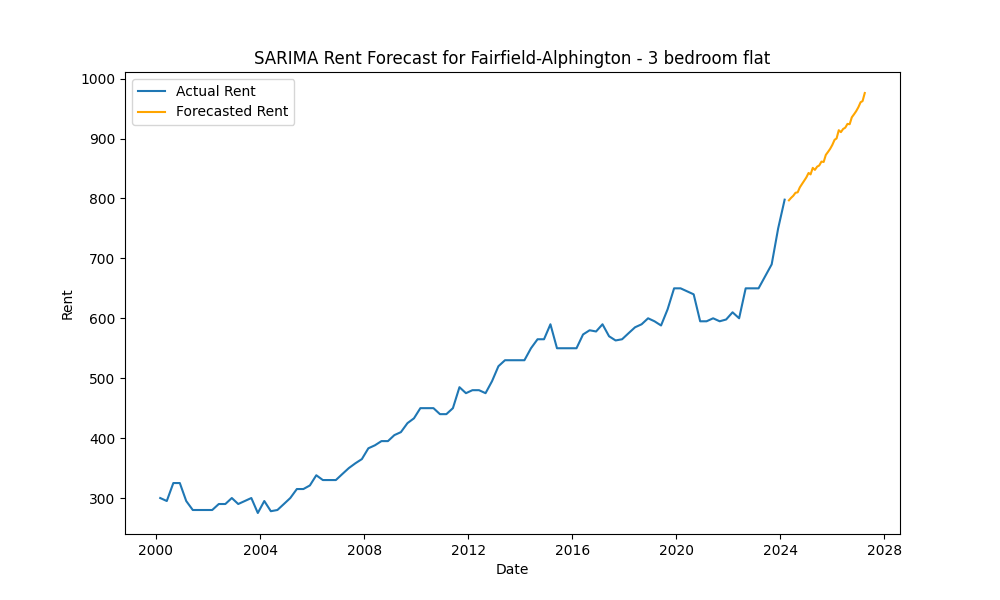 SARIMA Rent Forecast for Fairfield-Alphington - 3 bedroom flat
Actual Rent
Forecasted Rent
1000
900
800
700
600
500
400
300
Rent
2000 2004 2008 2012 2016 2020 2024 2028
Date